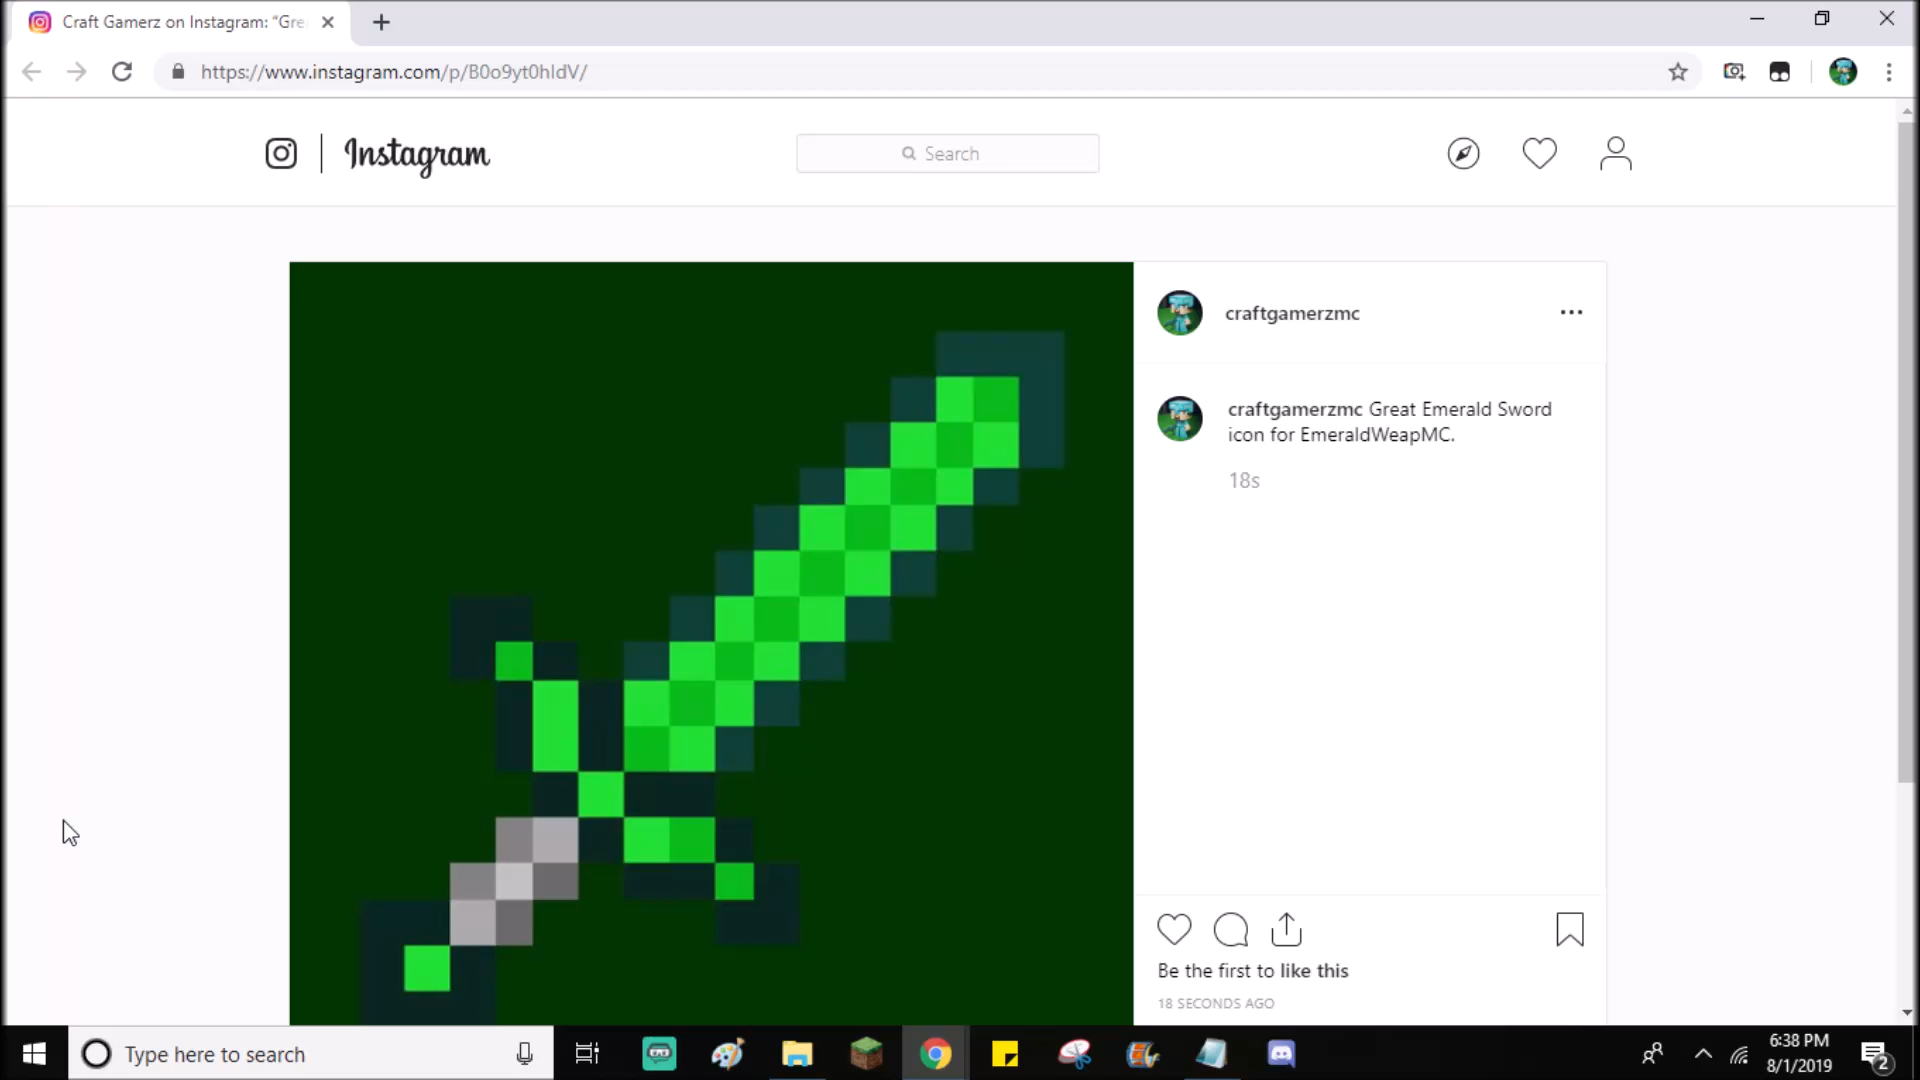 Craft Gamerz on Instagram: “Gre
https://www.instagram.com/p/B0o9yt0hldV/
Instagram
Search
craftgamerzmc
craftgamerzmc Great Emerald Sword
icon for EmeraldWeapMC.
18s
Be the first to like this
18 SECONDS AGO
Type here to search
6:38 PM
8/1/2019
2